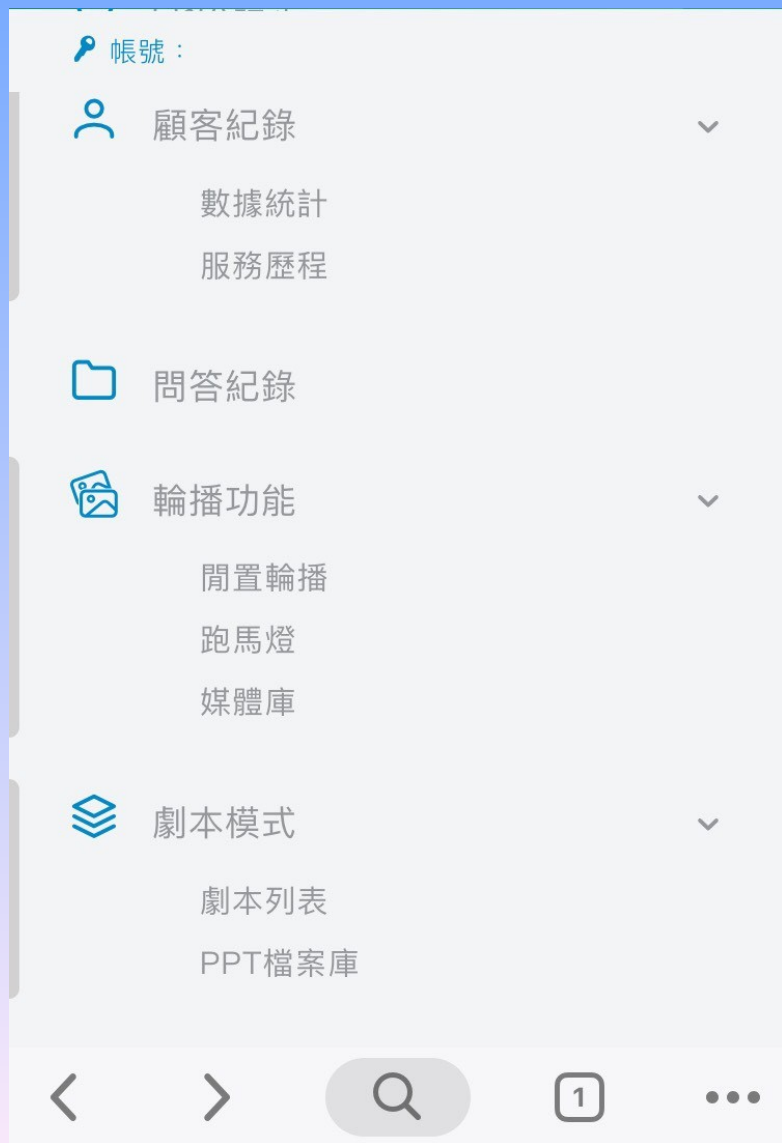 帳號：
顧客紀錄
數據統計
服務歷程
問答紀錄
輪播功能
閒置輪播
跑馬燈
媒體庫
劇本模式
劇本列表
PPT檔案庫
1